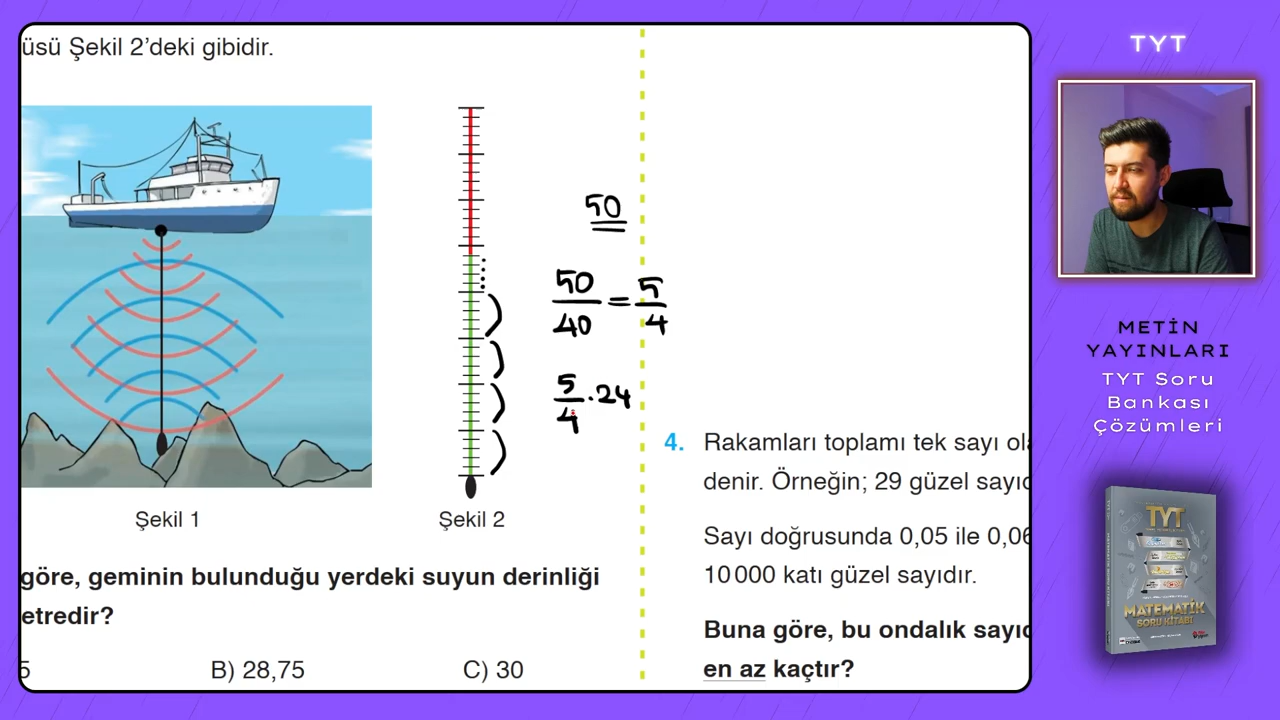 üsü Şekil 2’deki gibidir.
50
50/40 = 5/4
5/4 · 24
Şekil 1
Şekil 2
göre, geminin bulunduğu yerdeki suyun derinliği
etredir?
5
B) 28,75
C) 30
4. Rakamları toplamı tek sayı ola
denir. Örneğin; 29 güzel sayıd
Sayı doğrusunda 0,05 ile 0,06
10 000 katı güzel sayıdır.
Buna göre, bu ondalık sayıd
en az kaçtır?
TYT
METİN
YAYINLARI
TYT Soru
Bankası
Çözümleri
TYT
MATEMATİK
SORU KİTABI